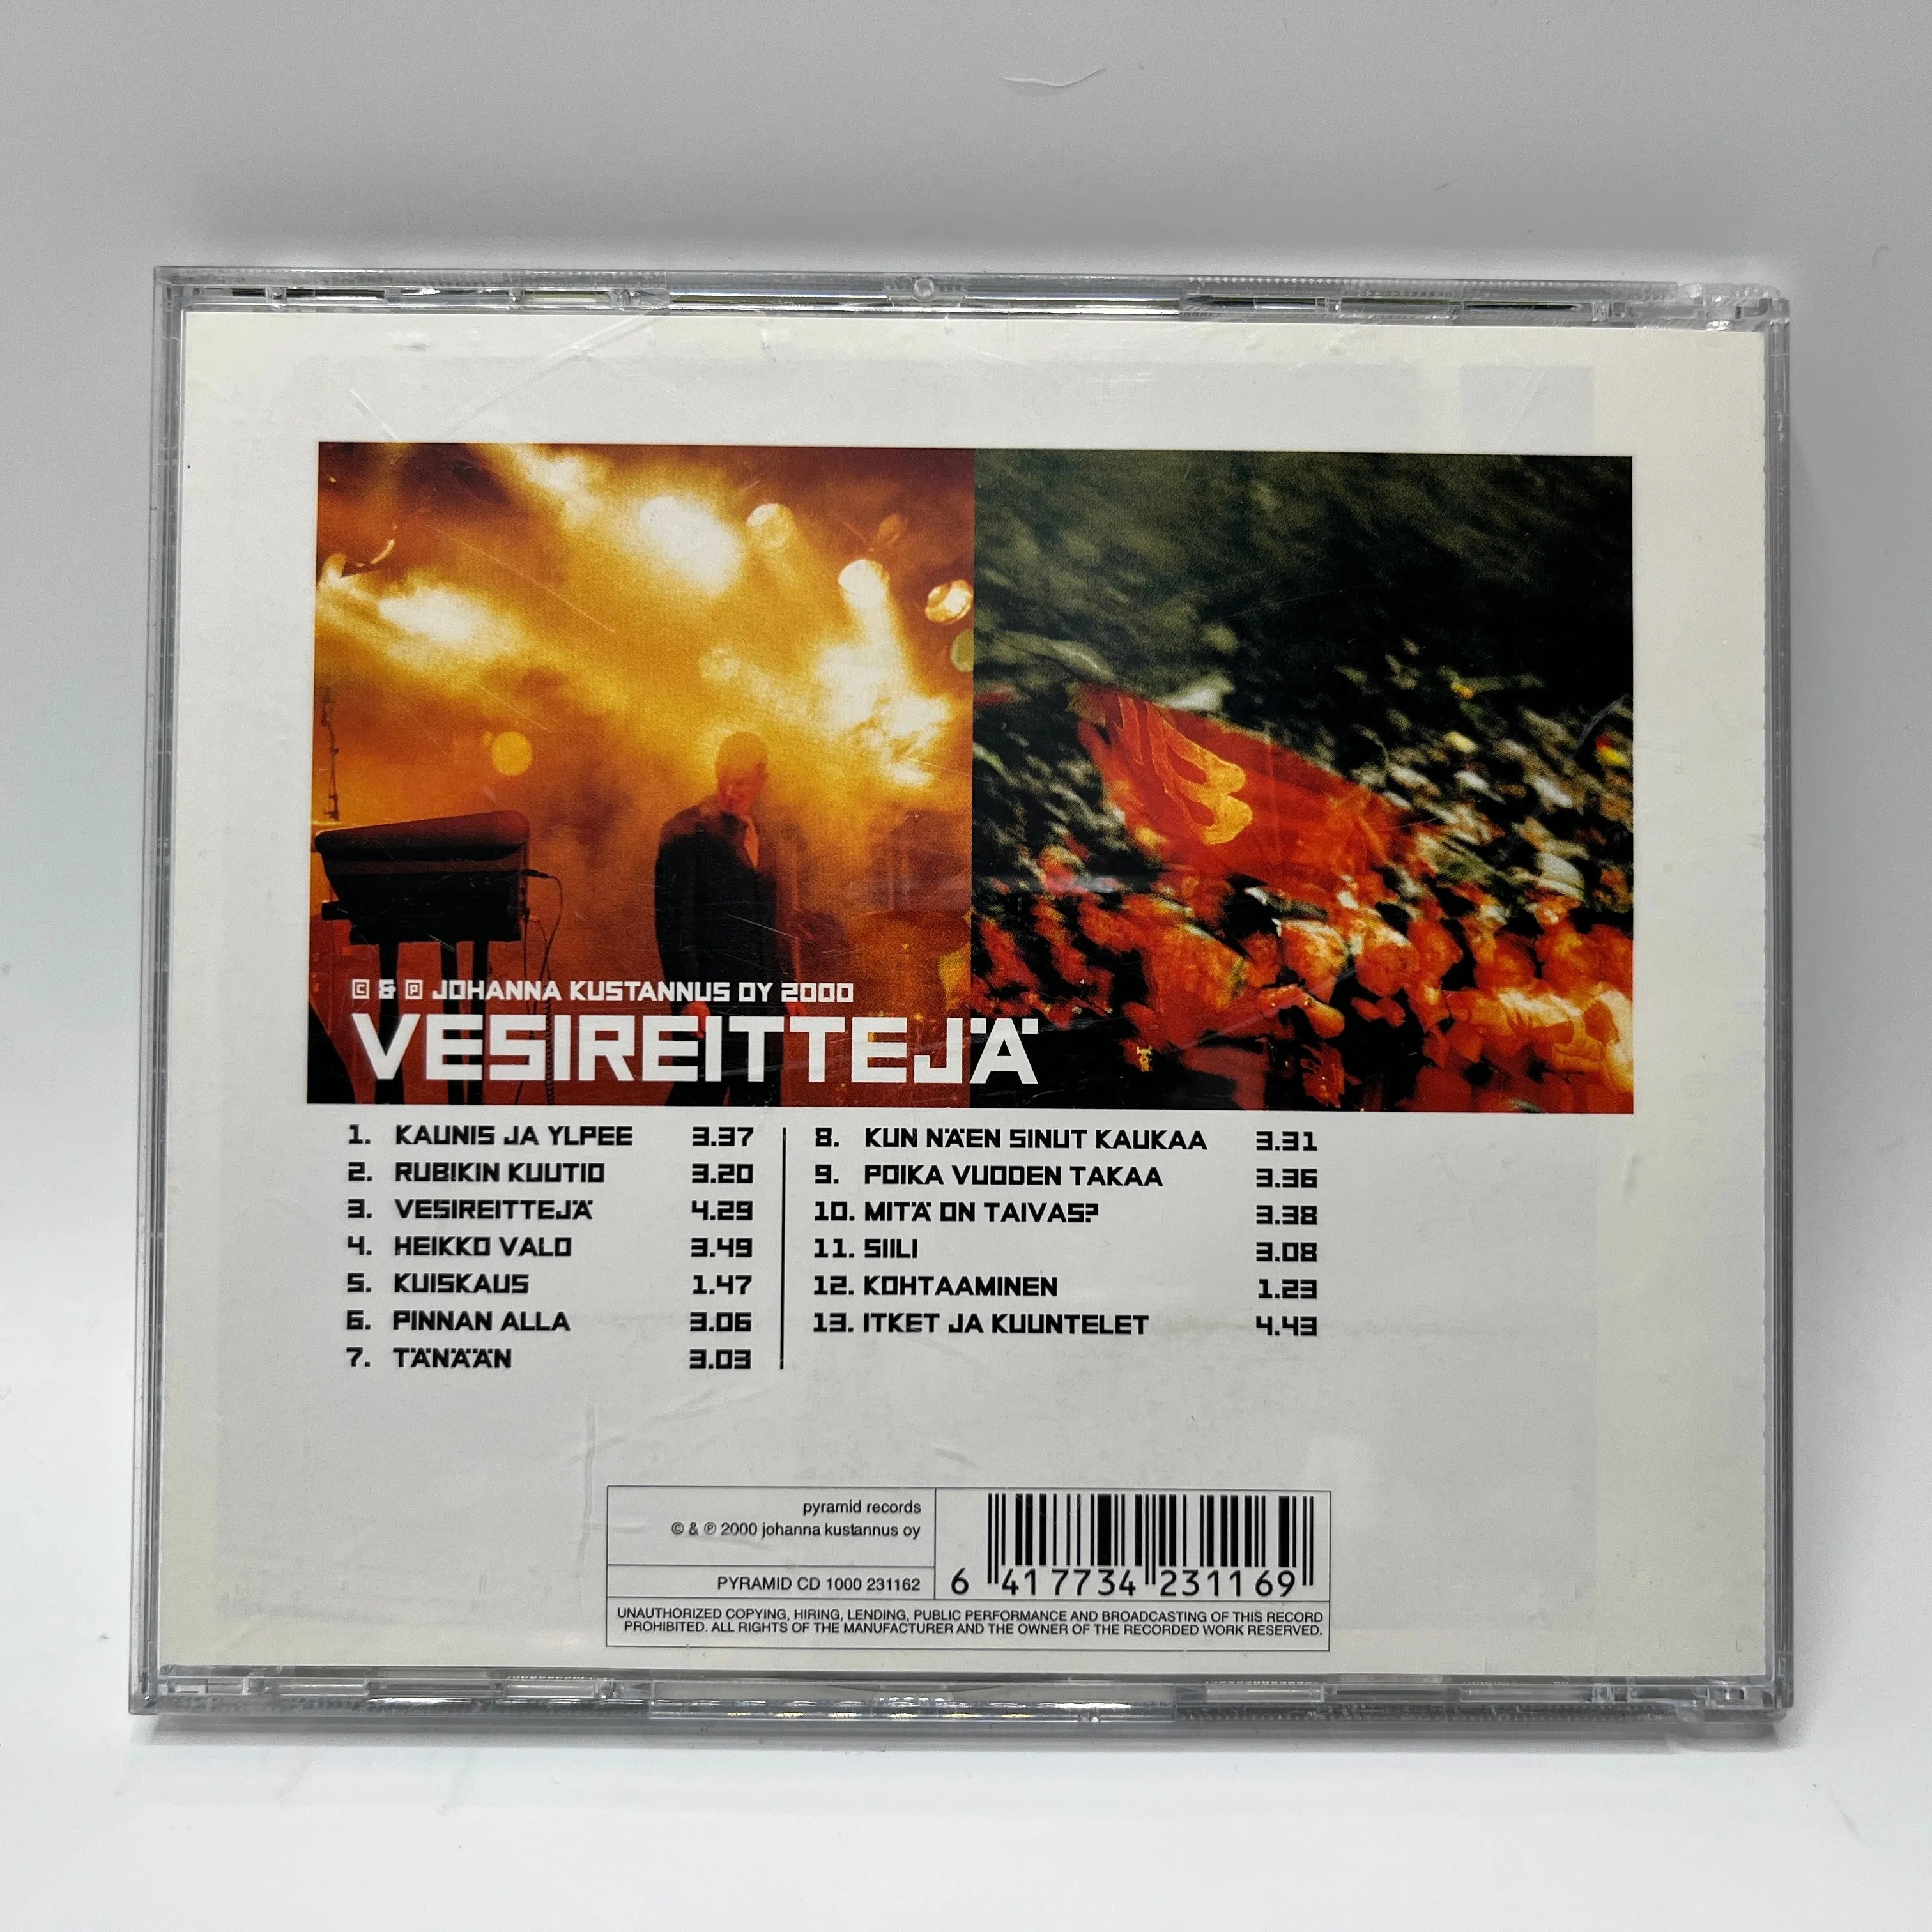 © & ℗ JOHANNA KUSTANNUS OY 2000
VESIREITTEJÄ
1. KAUNIS JA YLPEE 3.37
2. RUBIKIN KUUTIO 3.20
3. VESIREITTEJÄ 4.29
4. HEIKKO VALO 3.49
5. KUISKAUS 1.47
6. PINNAN ALLA 3.06
7. TÄNÄÄN 3.03
8. KUN NÄEN SINUT KAUKAA 3.31
9. POIKA VUODEN TAKAA 3.36
10. MITÄ ON TAIVAS? 3.38
11. SIILI 3.08
12. KOHTAAMINEN 1.23
13. ITKET JA KUUNTELET 4.43
pyramid records
© & ℗ 2000 johanna kustannus oy
PYRAMID CD 1000 231162
6 417734 231169
UNAUTHORIZED COPYING, HIRING, LENDING, PUBLIC PERFORMANCE AND BROADCASTING OF THIS RECORD
PROHIBITED. ALL RIGHTS OF THE MANUFACTURER AND THE OWNER OF THE RECORDED WORK RESERVED.